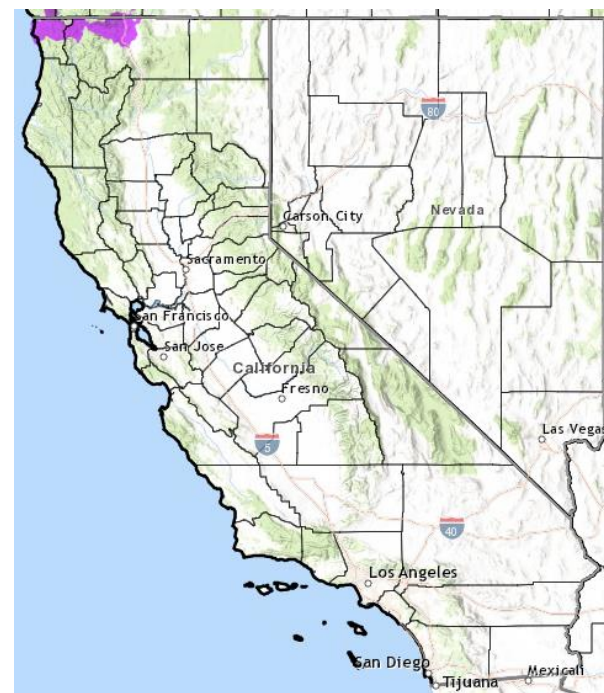 80
Nevada
Carson City
Sacramento
San Francisco
San Jose
California
Fresno
5
Las Vegas
40
Los Angeles
San Diego
Tijuana
Mexicali